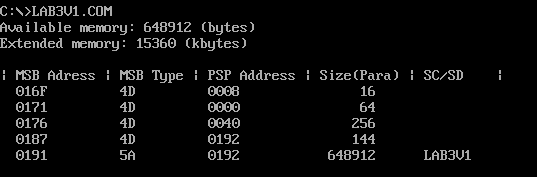 C:\>LAB3V1.COM
Available memory: 648912 (bytes)
Extended memory: 15360 (kbytes)
| MSB Adress | MSB Type | PSP Address | Size(Para) | SC/SD |
016F 4D 0008 16
0171 4D 0000 64
0176 4D 0040 256
0187 4D 0192 144
0191 5A 0192 648912 LAB3V1